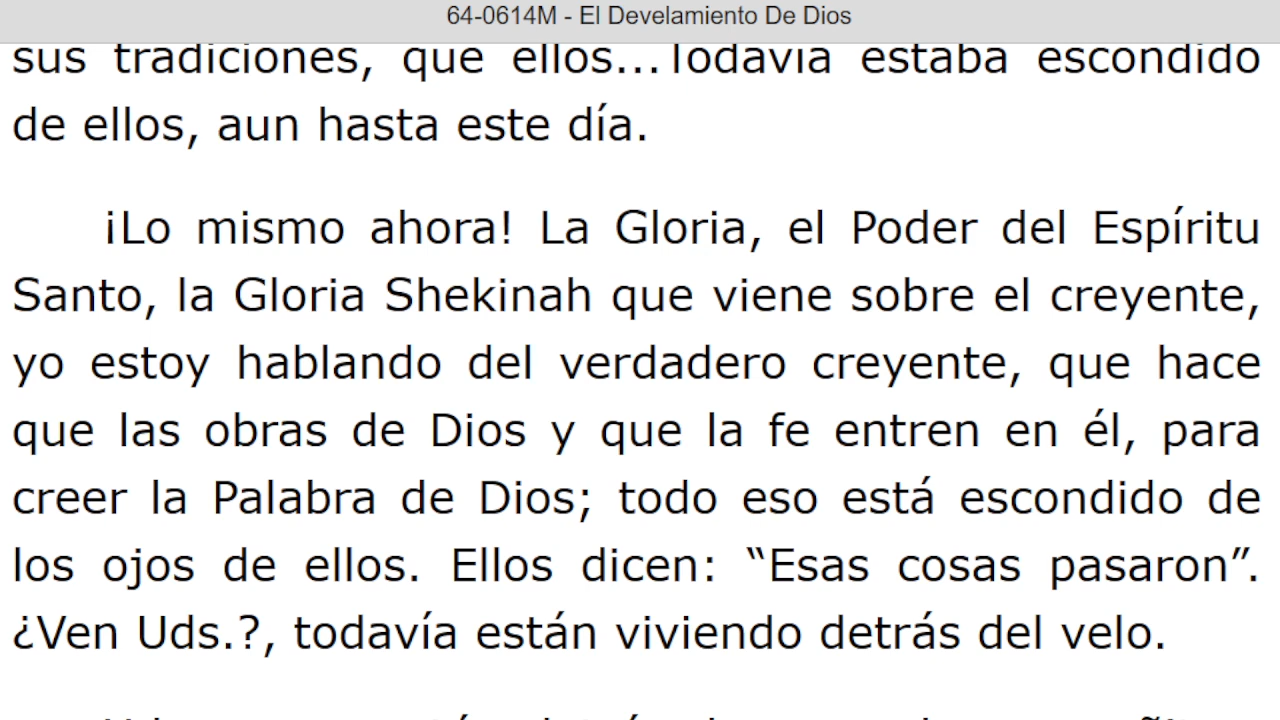 64-0614M - El Develamiento De Dios
sus tradiciones, que ellos...Todavía estaba escondido
de ellos, aun hasta este día.
¡Lo mismo ahora! La Gloria, el Poder del Espíritu
Santo, la Gloria Shekinah que viene sobre el creyente,
yo estoy hablando del verdadero creyente, que hace
que las obras de Dios y que la fe entren en él, para
creer la Palabra de Dios; todo eso está escondido de
los ojos de ellos. Ellos dicen: “Esas cosas pasaron”.
¿Ven Uds.?, todavía están viviendo detrás del velo.